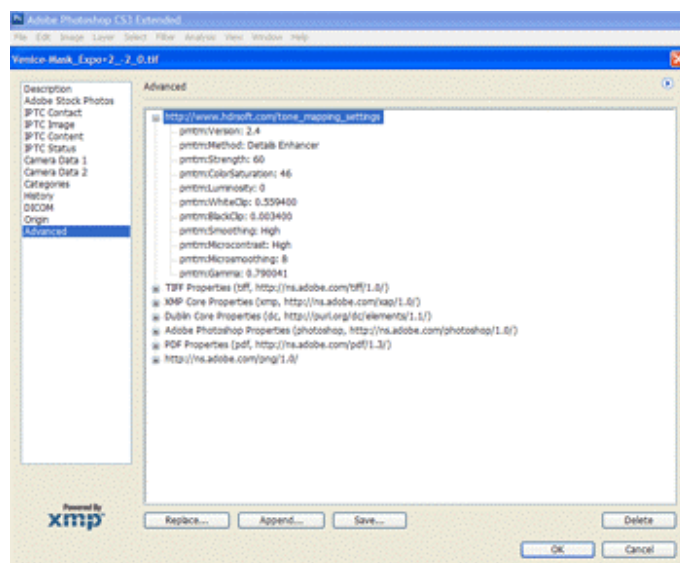 Adobe Photoshop CS3 Extended
File Edit Image Layer Select Filter Analysis View Window Help
Venice-Mask_Expo+2_-2_0.tif
Description
Adobe Stock Photos
IPTC Contact
IPTC Image
IPTC Content
IPTC Status
Camera Data 1
Camera Data 2
Categories
History
DICOM
Origin
Advanced
Advanced
http://www.hdrsoft.com/tone_mapping_settings
pmtm:Version: 2.4
pmtm:Method: Details Enhancer
pmtm:Strength: 60
pmtm:ColorSaturation: 46
pmtm:Luminosity: 0
pmtm:WhiteClip: 0.559400
pmtm:BlackClip: 0.003400
pmtm:Smoothing: High
pmtm:Microcontrast: High
pmtm:Microsmoothing: 8
pmtm:Gamma: 0.790041
TIFF Properties (tiff, http://ns.adobe.com/tiff/1.0/)
XMP Core Properties (xmp, http://ns.adobe.com/xap/1.0/)
Dublin Core Properties (dc, http://purl.org/dc/elements/1.1/)
Adobe Photoshop Properties (photoshop, http://ns.adobe.com/photoshop/1.0/)
PDF Properties (pdf, http://ns.adobe.com/pdf/1.3/)
http://ns.adobe.com/png/1.0/
Powered By
xmp
Replace... Append... Save... Delete
OK Cancel